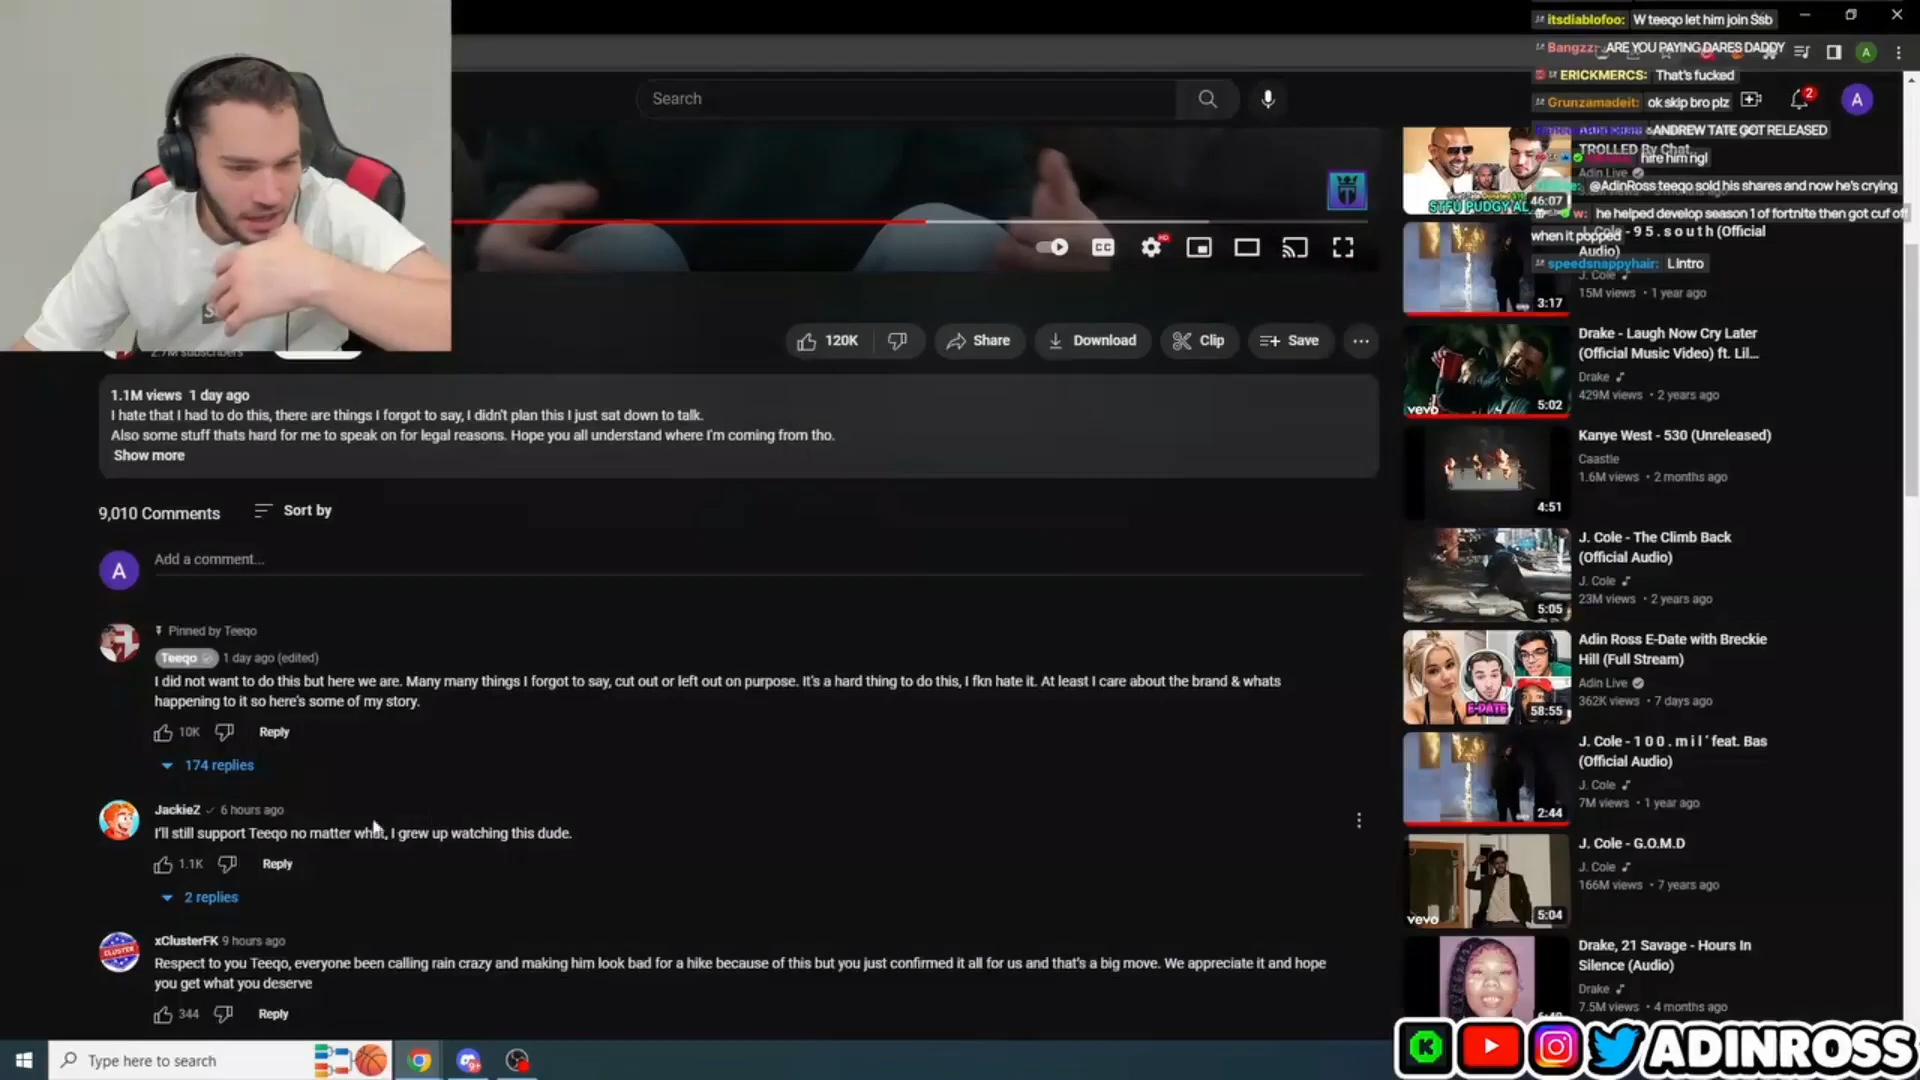 itsdiablofoo: W teeqo let him join Ssb
Bangzz: ARE YOU PAYING DARES DADDY
ERICKMERCS: That's fucked
Grunzamadeit: ok skip bro plz
ANDREW TATE GOT RELEASED
hire him rigl
@AdinRoss teeqo sold his shares and now he's crying
w: he helped develop season 1 of fortnite then got cuf off
when it popped
speedsnappyhair: Lintro
Search
2
A
A
CC
HD
120K
Share
Download
Clip
Save
2.7M subscribers
1.1M views 1 day ago
I hate that I had to do this, there are things I forgot to say, I didn't plan this I just sat down to talk.
Also some stuff thats hard for me to speak on for legal reasons. Hope you all understand where I'm coming from tho.
Show more
9,010 Comments
Sort by
A
Add a comment...
Pinned by Teeqo
Teeqo 1 day ago (edited)
I did not want to do this but here we are. Many many things I forgot to say, cut out or left out on purpose. It's a hard thing to do this, I fkn hate it. At least I care about the brand & whats
happening to it so here's some of my story.
10K
Reply
174 replies
JackieZ 6 hours ago
I'll still support Teeqo no matter what, I grew up watching this dude.
1.1K
Reply
2 replies
CLUSTER
xClusterFK 9 hours ago
Respect to you Teeqo, everyone been calling rain crazy and making him look bad for a hike because of this but you just confirmed it all for us and that's a big move. We appreciate it and hope
you get what you deserve
344
Reply
TROLLED By Chat...
Adin Live
STFU PUDGY
46:07
J. Cole - 9 5 . s o u t h (Official
Audio)
J. Cole
15M views • 1 year ago
3:17
Drake - Laugh Now Cry Later
(Official Music Video) ft. Lil...
Drake
429M views • 2 years ago
vevo
5:02
Kanye West - 530 (Unreleased)
Caastle
1.6M views • 2 months ago
4:51
J. Cole - The Climb Back
(Official Audio)
J. Cole
23M views • 2 years ago
5:05
Adin Ross E-Date with Breckie
Hill (Full Stream)
Adin Live
362K views • 7 days ago
E-DATE
58:55
J. Cole - 1 0 0 . m i l ' feat. Bas
(Official Audio)
J. Cole
7M views • 1 year ago
2:44
J. Cole - G.O.M.D
J. Cole
166M views • 7 years ago
vevo
5:04
Drake, 21 Savage - Hours In
Silence (Audio)
Drake
7.5M views • 4 months ago
Type here to search
9+
K
ADINROSS